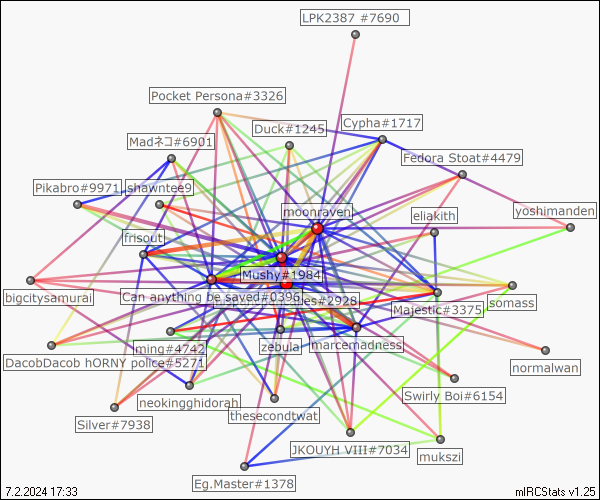 LPK2387 #7690
Pocket Persona#3326
Duck#1245
Cypha#1717
Madネコ#6901
Fedora Stoat#4479
Pikabro#9971
shawntee9
moonraven
eliakith
yoshimanden
frisout
Mushy#1984
bigcitysamurai
Can anything be said#0396
les#2928
Majestic#3375
somass
ming#4742
zebula
marcemadness
DacobDacob hORNY police#5271
normalwan
neokingghidorah
Swirly Boi#6154
Silver#7938
thesecondtwat
JKOUYH VIII#7034
mukszi
Eg.Master#1378
7.2.2024 17:33
mIRCStats v1.25